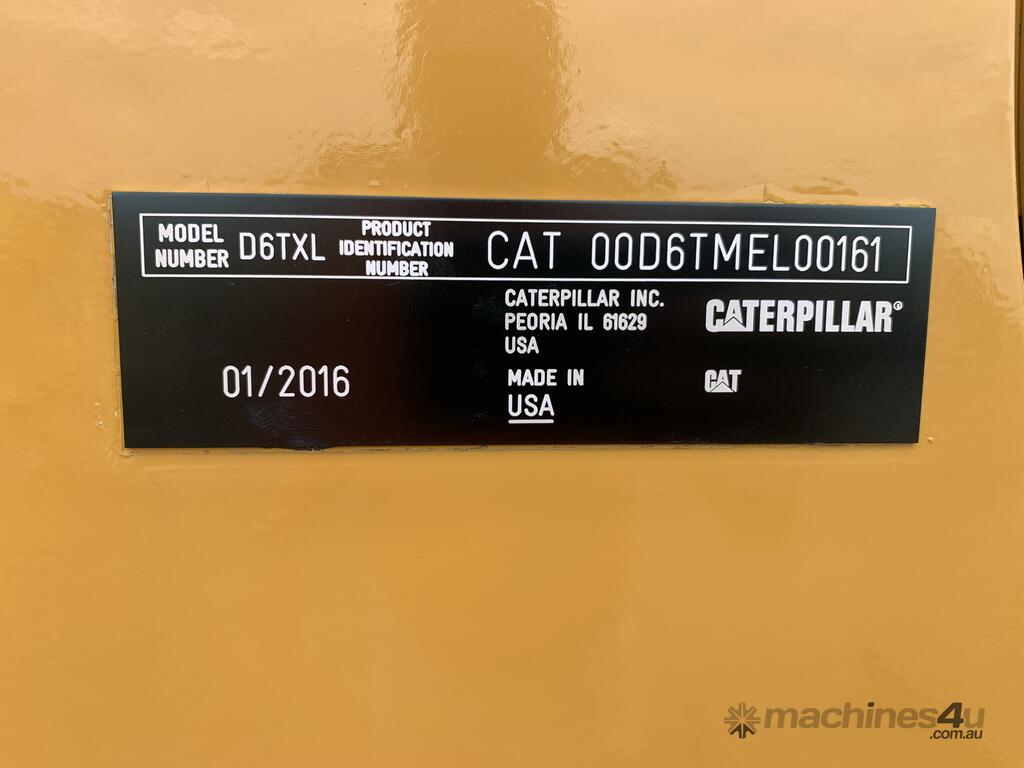 MODEL NUMBER D6TXL PRODUCT IDENTIFICATION NUMBER CAT 00D6TMEL00161
CATERPILLAR INC.
PEORIA IL 61629
USA
CATERPILLAR®
01/2016
MADE IN
USA
CAT
machines4u
.com.au